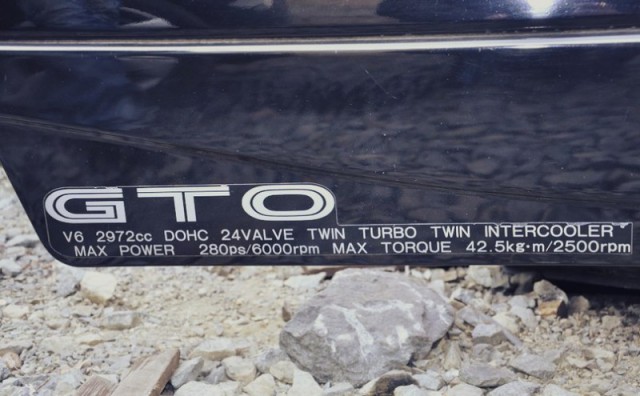 GTO
V6 2972cc DOHC 24VALVE TWIN TURBO TWIN INTERCOOLER
MAX POWER 280ps/6000rpm MAX TORQUE 42.5kg·m/2500rpm